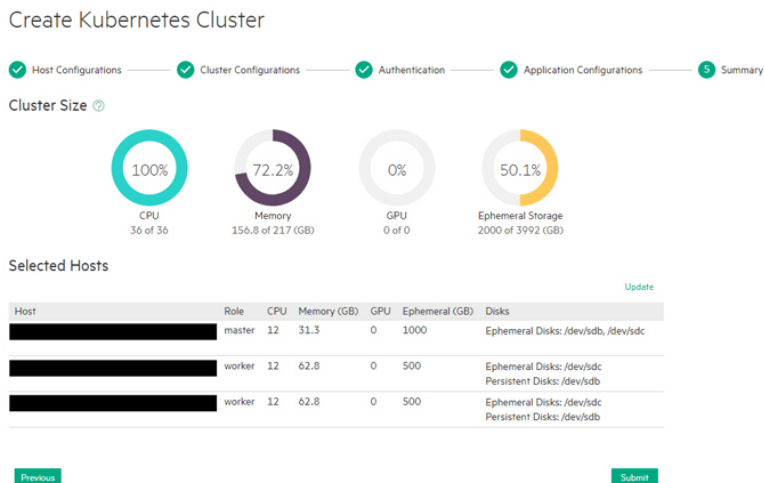 Create Kubernetes Cluster
Host Configurations Cluster Configurations Authentication Application Configurations 5 Summary
Cluster Size ?
100% 72.2% 0% 50.1%
CPU Memory GPU Ephemeral Storage
36 of 36 156.8 of 217 (GB) 0 of 0 2000 of 3992 (GB)
Selected Hosts
Update
Host Role CPU Memory (GB) GPU Ephemeral (GB) Disks
master 12 31.3 0 1000 Ephemeral Disks: /dev/sdb, /dev/sdc
worker 12 62.8 0 500 Ephemeral Disks: /dev/sdc
Persistent Disks: /dev/sdb
worker 12 62.8 0 500 Ephemeral Disks: /dev/sdc
Persistent Disks: /dev/sdb
Previous Submit